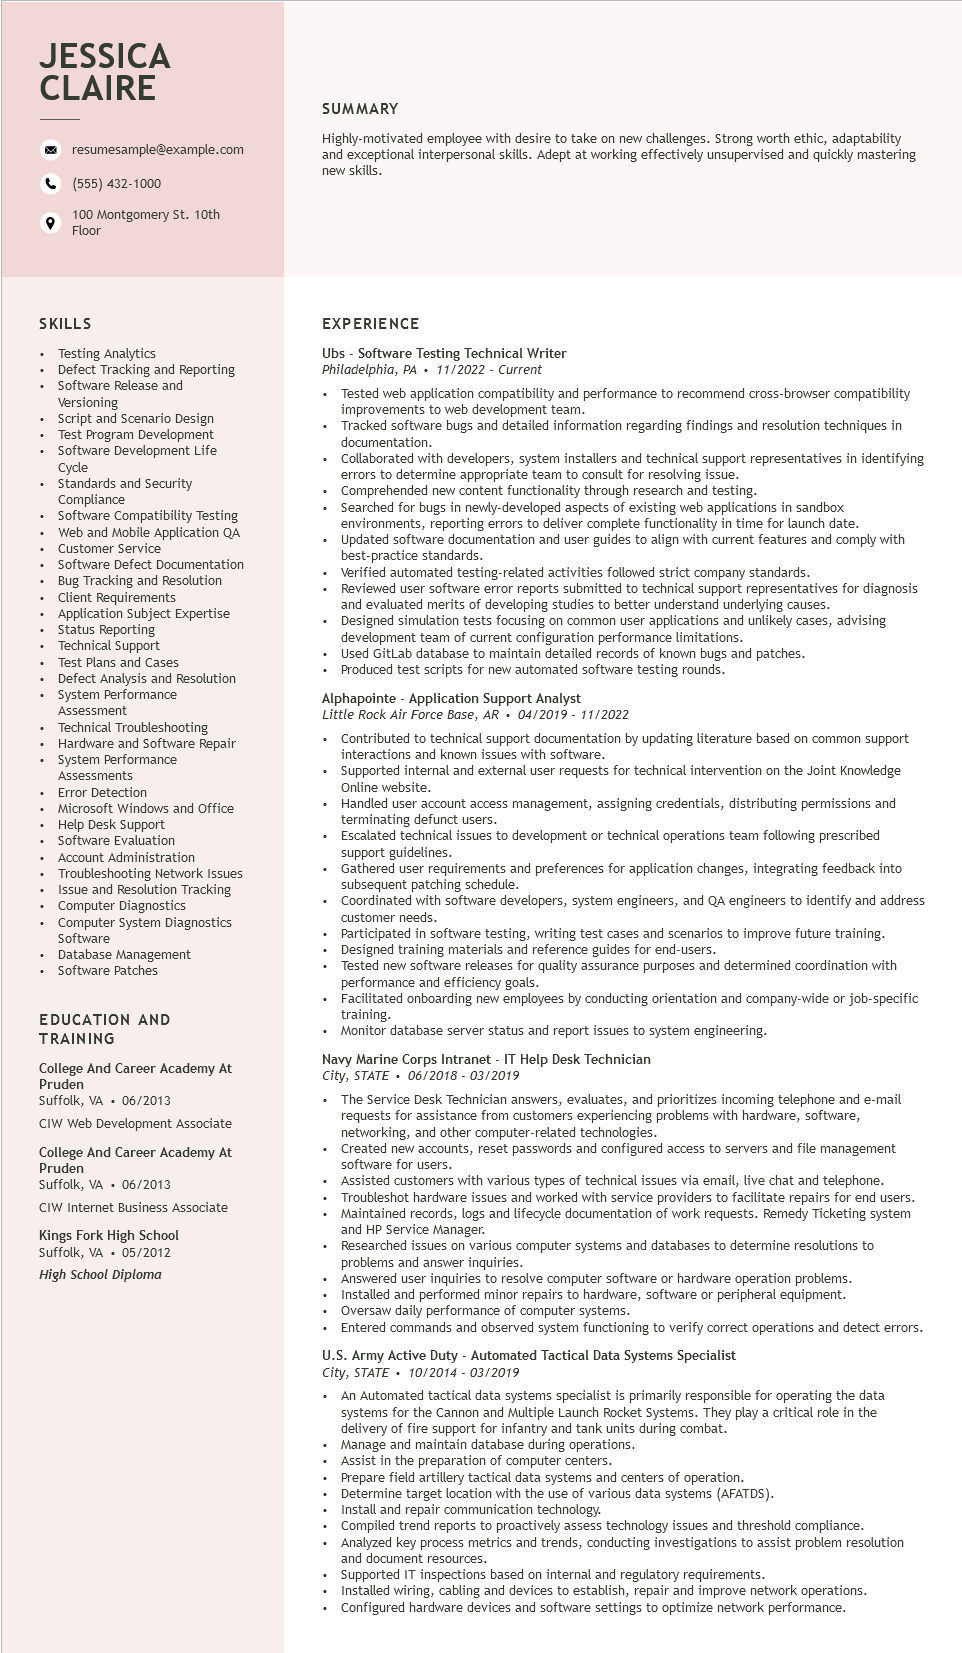 JESSICA
CLAIRE
resumesample@example.com
(555) 432-1000
100 Montgomery St. 10th
Floor
SUMMARY
Highly-motivated employee with desire to take on new challenges. Strong worth ethic, adaptability
and exceptional interpersonal skills. Adept at working effectively unsupervised and quickly mastering
new skills.
SKILLS
• Testing Analytics
• Defect Tracking and Reporting
• Software Release and
Versioning
• Script and Scenario Design
• Test Program Development
• Software Development Life
Cycle
• Standards and Security
Compliance
• Software Compatibility Testing
• Web and Mobile Application QA
• Customer Service
• Software Defect Documentation
• Bug Tracking and Resolution
• Client Requirements
• Application Subject Expertise
• Status Reporting
• Technical Support
• Test Plans and Cases
• Defect Analysis and Resolution
• System Performance
Assessment
• Technical Troubleshooting
• Hardware and Software Repair
• System Performance
Assessments
• Error Detection
• Microsoft Windows and Office
• Help Desk Support
• Software Evaluation
• Account Administration
• Troubleshooting Network Issues
• Issue and Resolution Tracking
• Computer Diagnostics
• Computer System Diagnostics
Software
• Database Management
• Software Patches
EDUCATION AND
TRAINING
College And Career Academy At
Pruden
Suffolk, VA • 06/2013
CIW Web Development Associate
College And Career Academy At
Pruden
Suffolk, VA • 06/2013
CIW Internet Business Associate
Kings Fork High School
Suffolk, VA • 05/2012
High School Diploma
EXPERIENCE
Ubs - Software Testing Technical Writer
Philadelphia, PA • 11/2022 - Current
• Tested web application compatibility and performance to recommend cross-browser compatibility
improvements to web development team.
• Tracked software bugs and detailed information regarding findings and resolution techniques in
documentation.
• Collaborated with developers, system installers and technical support representatives in identifying
errors to determine appropriate team to consult for resolving issue.
• Comprehended new content functionality through research and testing.
• Searched for bugs in newly-developed aspects of existing web applications in sandbox
environments, reporting errors to deliver complete functionality in time for launch date.
• Updated software documentation and user guides to align with current features and comply with
best-practice standards.
• Verified automated testing-related activities followed strict company standards.
• Reviewed user software error reports submitted to technical support representatives for diagnosis
and evaluated merits of developing studies to better understand underlying causes.
• Designed simulation tests focusing on common user applications and unlikely cases, advising
development team of current configuration performance limitations.
• Used GitLab database to maintain detailed records of known bugs and patches.
• Produced test scripts for new automated software testing rounds.
Alphapointe - Application Support Analyst
Little Rock Air Force Base, AR • 04/2019 - 11/2022
• Contributed to technical support documentation by updating literature based on common support
interactions and known issues with software.
• Supported internal and external user requests for technical intervention on the Joint Knowledge
Online website.
• Handled user account access management, assigning credentials, distributing permissions and
terminating defunct users.
• Escalated technical issues to development or technical operations team following prescribed
support guidelines.
• Gathered user requirements and preferences for application changes, integrating feedback into
subsequent patching schedule.
• Coordinated with software developers, system engineers, and QA engineers to identify and address
customer needs.
• Participated in software testing, writing test cases and scenarios to improve future training.
• Designed training materials and reference guides for end-users.
• Tested new software releases for quality assurance purposes and determined coordination with
performance and efficiency goals.
• Facilitated onboarding new employees by conducting orientation and company-wide or job-specific
training.
• Monitor database server status and report issues to system engineering.
Navy Marine Corps Intranet - IT Help Desk Technician
City, STATE • 06/2018 - 03/2019
• The Service Desk Technician answers, evaluates, and prioritizes incoming telephone and e-mail
requests for assistance from customers experiencing problems with hardware, software,
networking, and other computer-related technologies.
• Created new accounts, reset passwords and configured access to servers and file management
software for users.
• Assisted customers with various types of technical issues via email, live chat and telephone.
• Troubleshot hardware issues and worked with service providers to facilitate repairs for end users.
• Maintained records, logs and lifecycle documentation of work requests. Remedy Ticketing system
and HP Service Manager.
• Researched issues on various computer systems and databases to determine resolutions to
problems and answer inquiries.
• Answered user inquiries to resolve computer software or hardware operation problems.
• Installed and performed minor repairs to hardware, software or peripheral equipment.
• Oversaw daily performance of computer systems.
• Entered commands and observed system functioning to verify correct operations and detect errors.
U.S. Army Active Duty - Automated Tactical Data Systems Specialist
City, STATE • 10/2014 - 03/2019
• An Automated tactical data systems specialist is primarily responsible for operating the data
systems for the Cannon and Multiple Launch Rocket Systems. They play a critical role in the
delivery of fire support for infantry and tank units during combat.
• Manage and maintain database during operations.
• Assist in the preparation of computer centers.
• Prepare field artillery tactical data systems and centers of operation.
• Determine target location with the use of various data systems (AFATDS).
• Install and repair communication technology.
• Compiled trend reports to proactively assess technology issues and threshold compliance.
• Analyzed key process metrics and trends, conducting investigations to assist problem resolution
and document resources.
• Supported IT inspections based on internal and regulatory requirements.
• Installed wiring, cabling and devices to establish, repair and improve network operations.
• Configured hardware devices and software settings to optimize network performance.